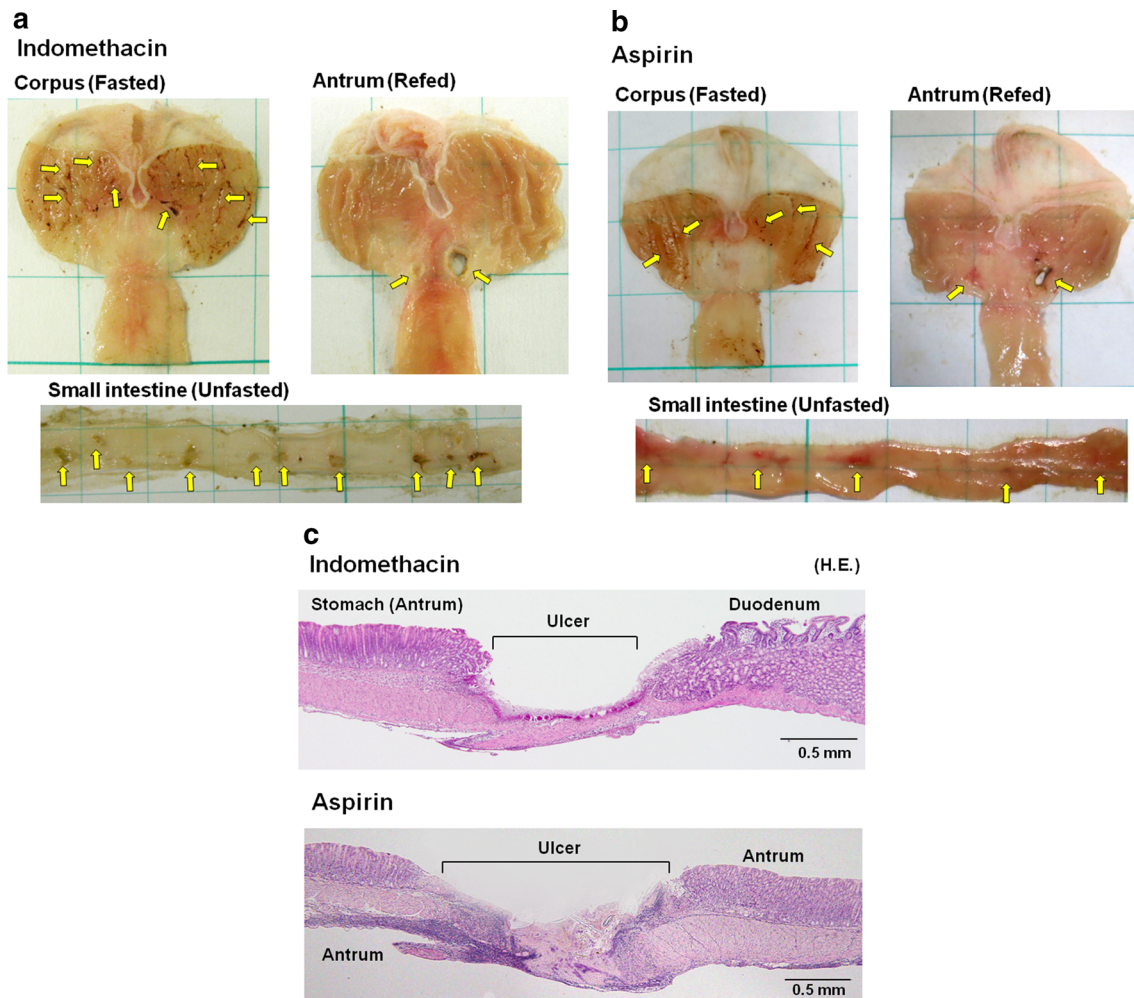 a
Indomethacin
Corpus (Fasted)
Antrum (Refed)
Small intestine (Unfasted)
b
Aspirin
Corpus (Fasted)
Antrum (Refed)
Small intestine (Unfasted)
c
Indomethacin
(H.E.)
Stomach (Antrum)
Ulcer
Duodenum
0.5 mm
Aspirin
Ulcer
Antrum
Antrum
0.5 mm